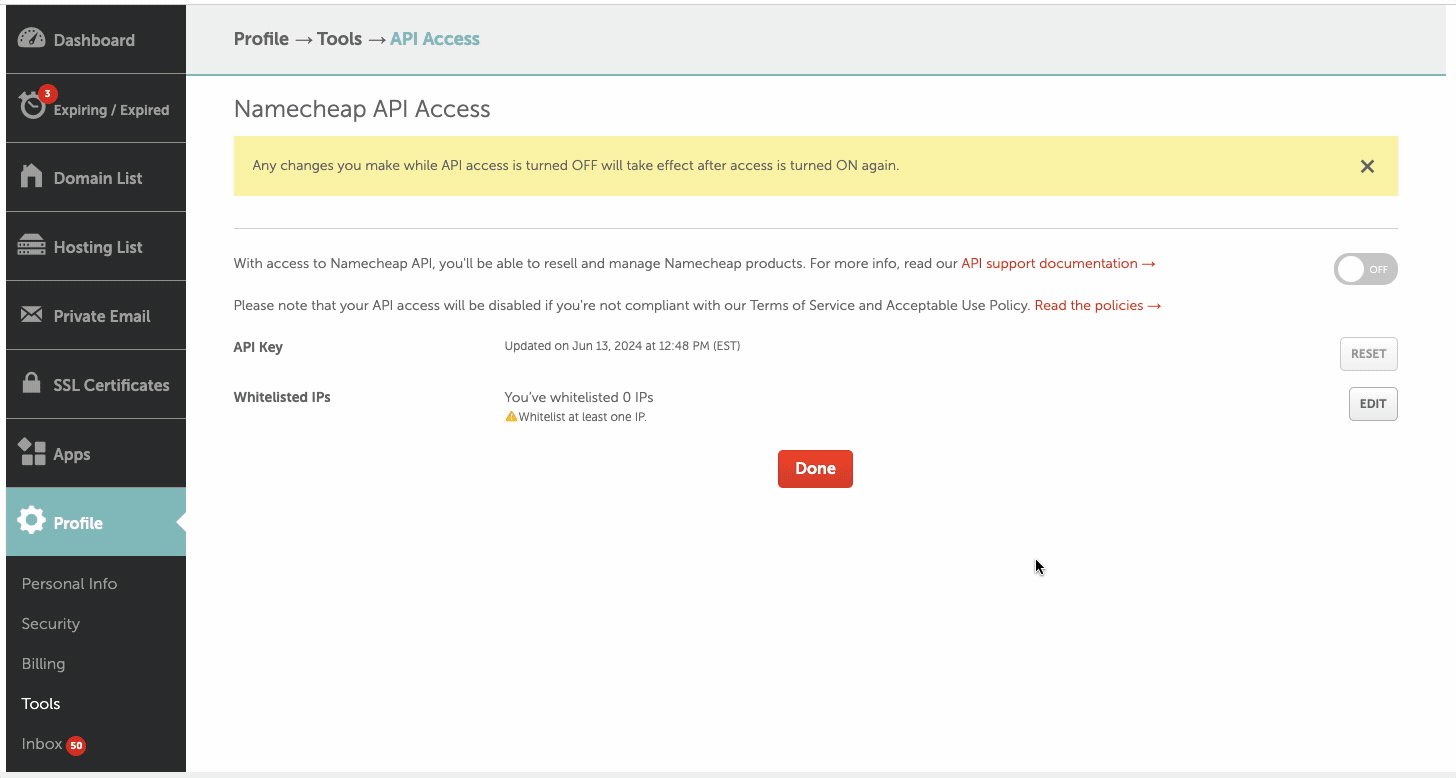 Dashboard
3
Expiring / Expired
Domain List
Hosting List
Private Email
SSL Certificates
Apps
Profile
Personal Info
Security
Billing
Tools
Inbox 50
Profile → Tools → API Access
Namecheap API Access
Any changes you make while API access is turned OFF will take effect after access is turned ON again.
With access to Namecheap API, you'll be able to resell and manage Namecheap products. For more info, read our API support documentation →
OFF
Please note that your API access will be disabled if you're not compliant with our Terms of Service and Acceptable Use Policy. Read the policies →
API Key
Updated on Jun 13, 2024 at 12:48 PM (EST)
RESET
Whitelisted IPs
You've whitelisted 0 IPs
Whitelist at least one IP.
EDIT
Done